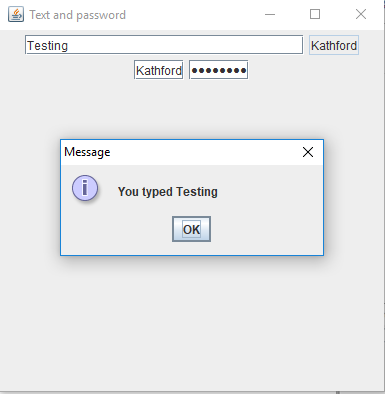 Text and password
Testing Kathford
Kathford ••••••••
Message
You typed Testing
OK